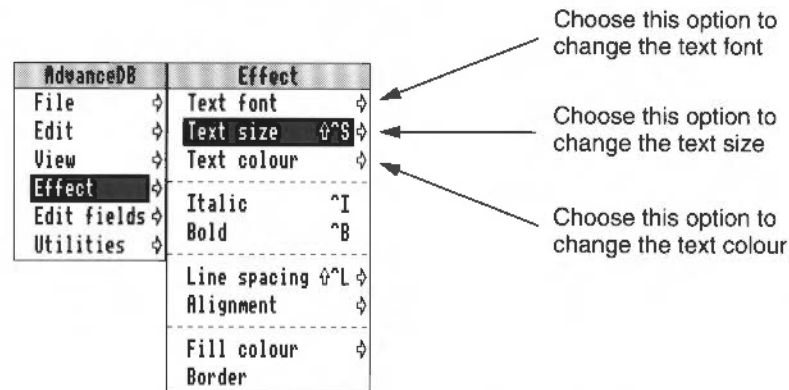 AdvanceDB
File ⇨
Edit ⇨
View ⇨
Effect ⇨
Edit fields ⇨
Utilities ⇨
Effect
Text font ⇨
Text size ⇧^S ⇨
Text colour ⇨
Italic ^I
Bold ^B
Line spacing ⇧^L ⇨
Alignment ⇨
Fill colour ⇨
Border
Choose this option to
change the text font
Choose this option to
change the text size
Choose this option to
change the text colour